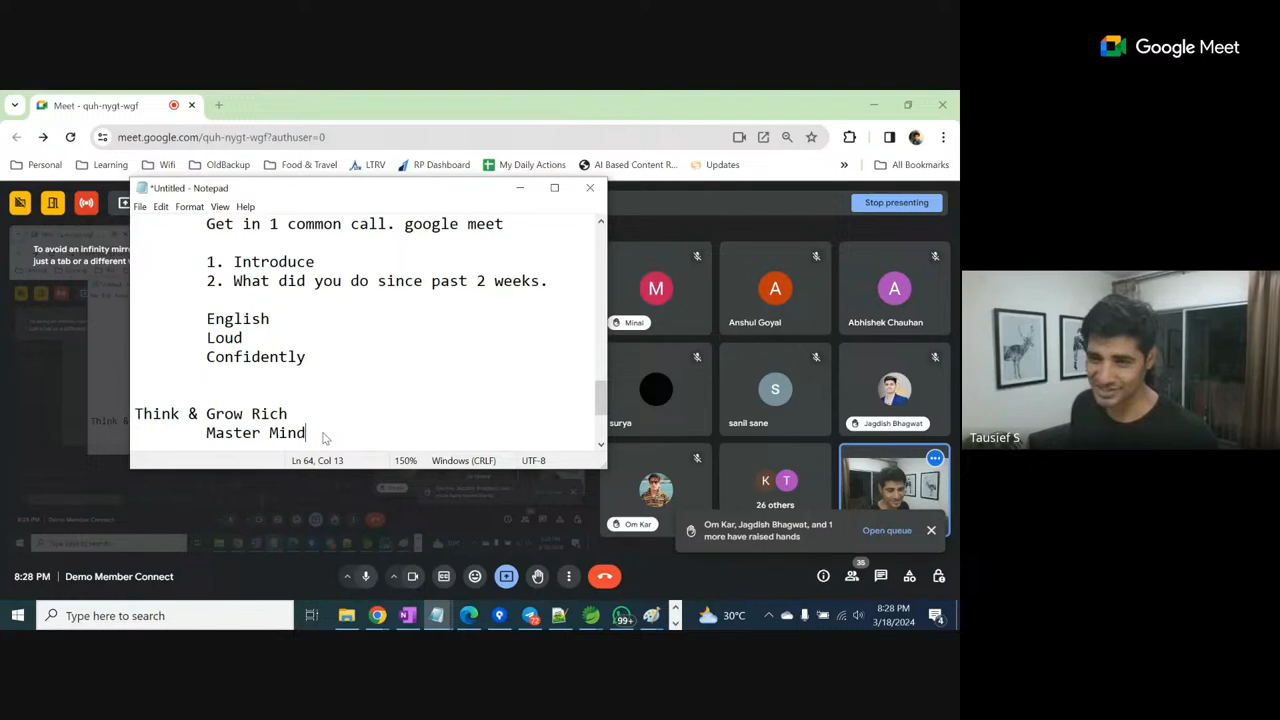 Google Meet
Meet - quh-nygt-wgf
meet.google.com/quh-nygt-wgf?authuser=0
Personal
Learning
Wifi
OldBackup
Food & Travel
LTRV
RP Dashboard
My Daily Actions
AI Based Content R...
Updates
All Bookmarks
*Untitled - Notepad
File Edit Format View Help
Stop presenting
To avoid an infinity mirr
just a tab or a different
Get in 1 common call. google meet
1. Introduce
2. What did you do since past 2 weeks.
English
Loud
Confidently
Think & Grow Rich
Master Mind
Ln 64, Col 13
150%
Windows (CRLF)
UTF-8
M
Minal
A
Anshul Goyal
A
Abhishek Chauhan
surya
S
sanil sane
Jagdish Bhagwat
Om Kar
K T
26 others
Om Kar, Jagdish Bhagwat, and 1
more have raised hands
Open queue
Tausief S
8:28 PM
Demo Member Connect
35
Type here to search
72
99+
30°C
8:28 PM
3/18/2024
4